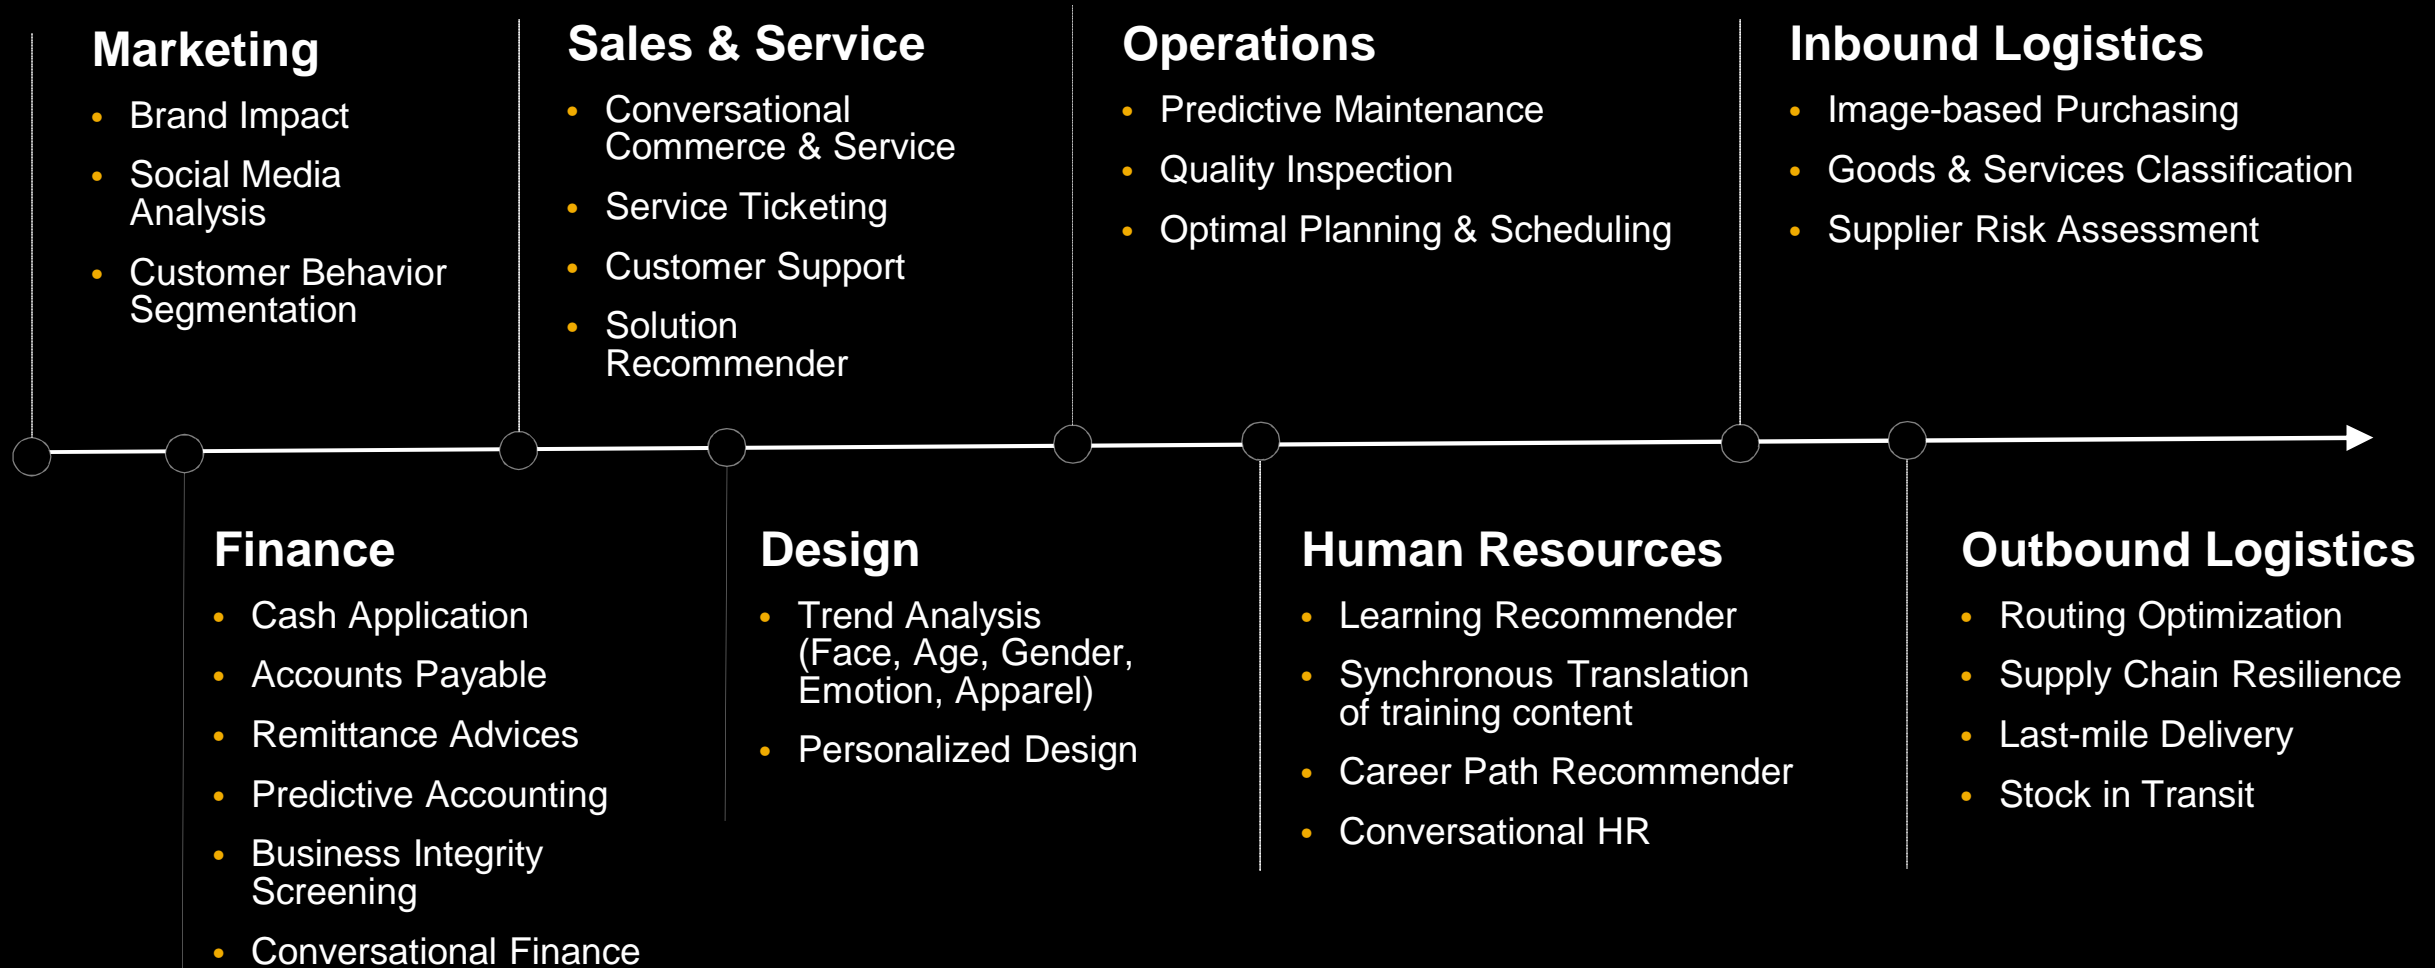 Marketing
Brand Impact
Social Media
Analysis
Customer Behavior
Segmentation
Sales & Service
Conversational
Commerce & Service
Service Ticketing
Customer Support
Solution
Recommender
Operations
Predictive Maintenance
Quality Inspection
Optimal Planning & Scheduling
Inbound Logistics
Image-based Purchasing
Goods & Services Classification
Supplier Risk Assessment
Finance
Cash Application
Accounts Payable
Remittance Advices
Predictive Accounting
Business Integrity
Screening
Conversational Finance
Design
Trend Analysis
(Face, Age, Gender,
Emotion, Apparel)
Personalized Design
Human Resources
Learning Recommender
Synchronous Translation
of training content
Career Path Recommender
Conversational HR
Outbound Logistics
Routing Optimization
Supply Chain Resilience
Last-mile Delivery
Stock in Transit